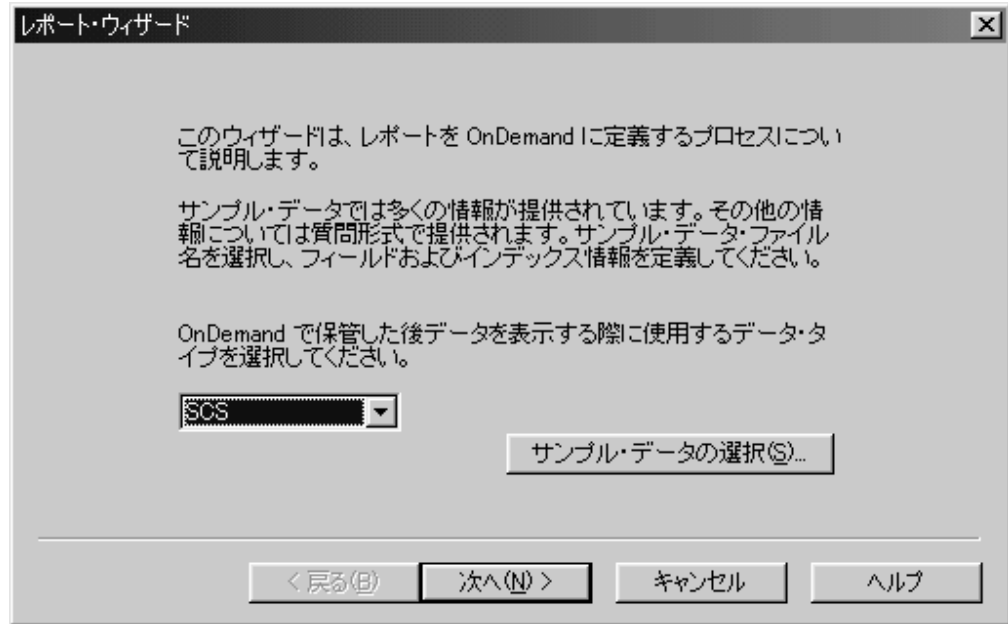 レポート・ウィザード
このウィザードは、レポートを OnDemand に定義するプロセスについ
て説明します。
サンプル・データでは多くの情報が提供されています。その他の情
報については質問形式で提供されます。サンプル・データ・ファイル
名を選択し、フィールドおよびインデックス情報を定義してください。
OnDemand で保管した後データを表示する際に使用するデータ・タ
イプを選択してください。
SCS
サンプル・データの選択(S)...
< 戻る(B)
次へ(N) >
キャンセル
ヘルプ